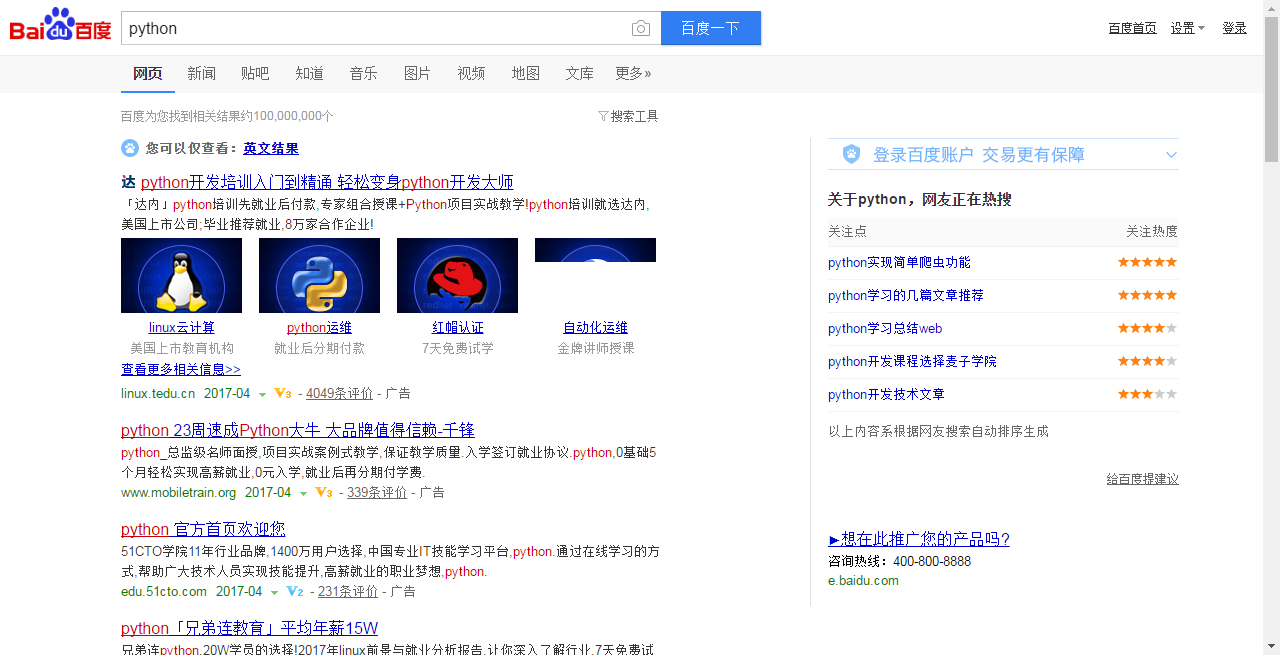 Bai du 百度
python
百度一下
百度首页 设置 登录
网页 新闻 贴吧 知道 音乐 图片 视频 地图 文库 更多»
百度为您找到相关结果约100,000,000个
搜索工具
您可以仅查看：英文结果
达 python开发培训入门到精通 轻松变身python开发大师
「达内」python培训先就业后付款,专家组合授课+Python项目实战教学!python培训就选达内,
美国上市公司;毕业推荐就业,8万家合作企业!
linux云计算 python运维 红帽认证 自动化运维
美国上市教育机构 就业后分期付款 7天免费试学 金牌讲师授课
查看更多相关信息>>
linux.tedu.cn 2017-04 V3 - 4049条评价 - 广告
python 23周速成Python大牛 大品牌值得信赖-千锋
python_总监级名师面授,项目实战案例式教学,保证教学质量.入学签订就业协议.python,0基础5
个月轻松实现高薪就业,0元入学,就业后再分期付学费.
www.mobiletrain.org 2017-04 V3 - 339条评价 - 广告
python 官方首页欢迎您
51CTO学院11年行业品牌,1400万用户选择,中国专业IT技能学习平台,python.通过在线学习的方
式,帮助广大技术人员实现技能提升,高薪就业的职业梦想,python.
edu.51cto.com 2017-04 V2 - 231条评价 - 广告
python「兄弟连教育」平均年薪15W
兄弟连python,20W学员的选择!2017年linux前景与就业分析报告,让你深入了解行业,7天免费试
登录百度账户 交易更有保障
关于python，网友正在热搜
关注点 关注热度
python实现简单爬虫功能
python学习的几篇文章推荐
python学习总结web
python开发课程选择麦子学院
python开发技术文章
以上内容系根据网友搜索自动排序生成
给百度提建议
►想在此推广您的产品吗?
咨询热线：400-800-8888
e.baidu.com